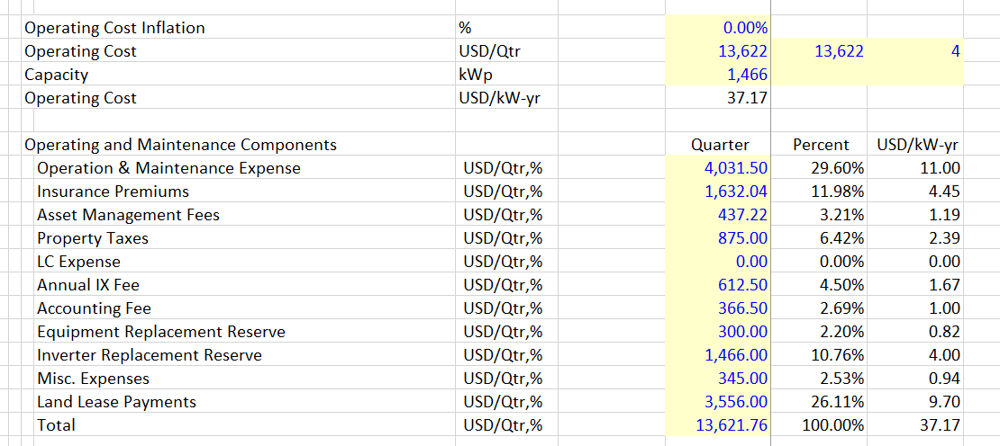 Operating Cost Inflation % 0.00%
Operating Cost USD/Qtr 13,622 13,622 4
Capacity kWp 1,466
Operating Cost USD/kW-yr 37.17
Operating and Maintenance Components Quarter Percent USD/kW-yr
Operation & Maintenance Expense USD/Qtr,% 4,031.50 29.60% 11.00
Insurance Premiums USD/Qtr,% 1,632.04 11.98% 4.45
Asset Management Fees USD/Qtr,% 437.22 3.21% 1.19
Property Taxes USD/Qtr,% 875.00 6.42% 2.39
LC Expense USD/Qtr,% 0.00 0.00% 0.00
Annual IX Fee USD/Qtr,% 612.50 4.50% 1.67
Accounting Fee USD/Qtr,% 366.50 2.69% 1.00
Equipment Replacement Reserve USD/Qtr,% 300.00 2.20% 0.82
Inverter Replacement Reserve USD/Qtr,% 1,466.00 10.76% 4.00
Misc. Expenses USD/Qtr,% 345.00 2.53% 0.94
Land Lease Payments USD/Qtr,% 3,556.00 26.11% 9.70
Total USD/Qtr,% 13,621.76 100.00% 37.17